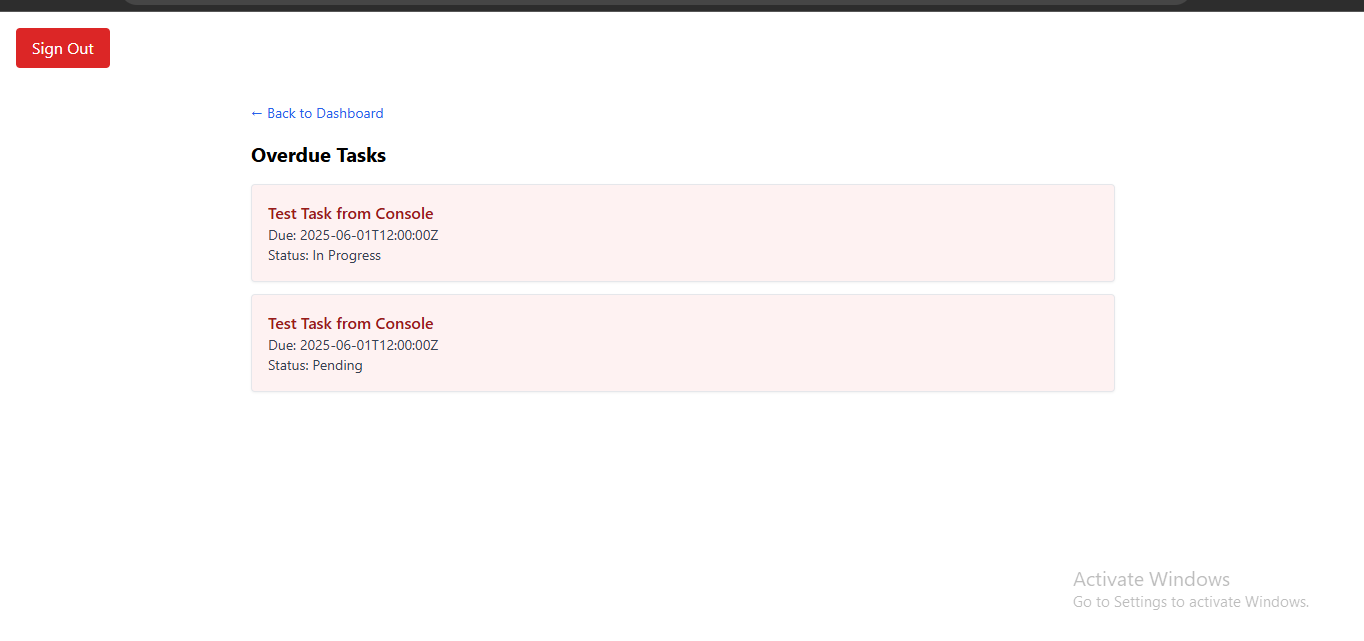 Sign Out
← Back to Dashboard
Overdue Tasks
Test Task from Console
Due: 2025-06-01T12:00:00Z
Status: In Progress
Test Task from Console
Due: 2025-06-01T12:00:00Z
Status: Pending
Activate Windows
Go to Settings to activate Windows.